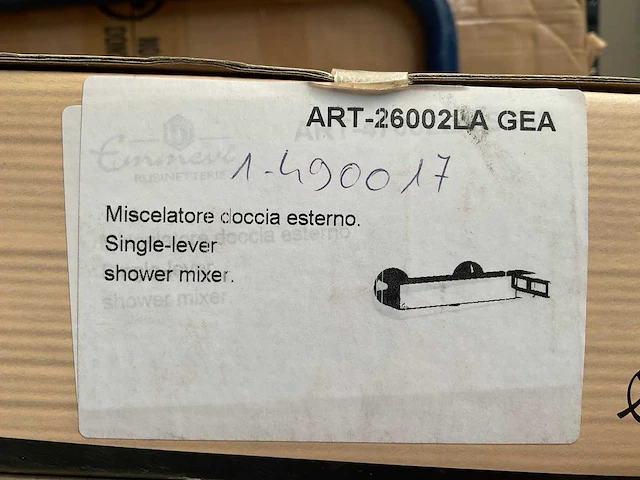 ART-26002LA GEA
Emmevi
RUBINETTERIE
1-490017
Miscelatore doccia esterno.
Single-lever
shower mixer.